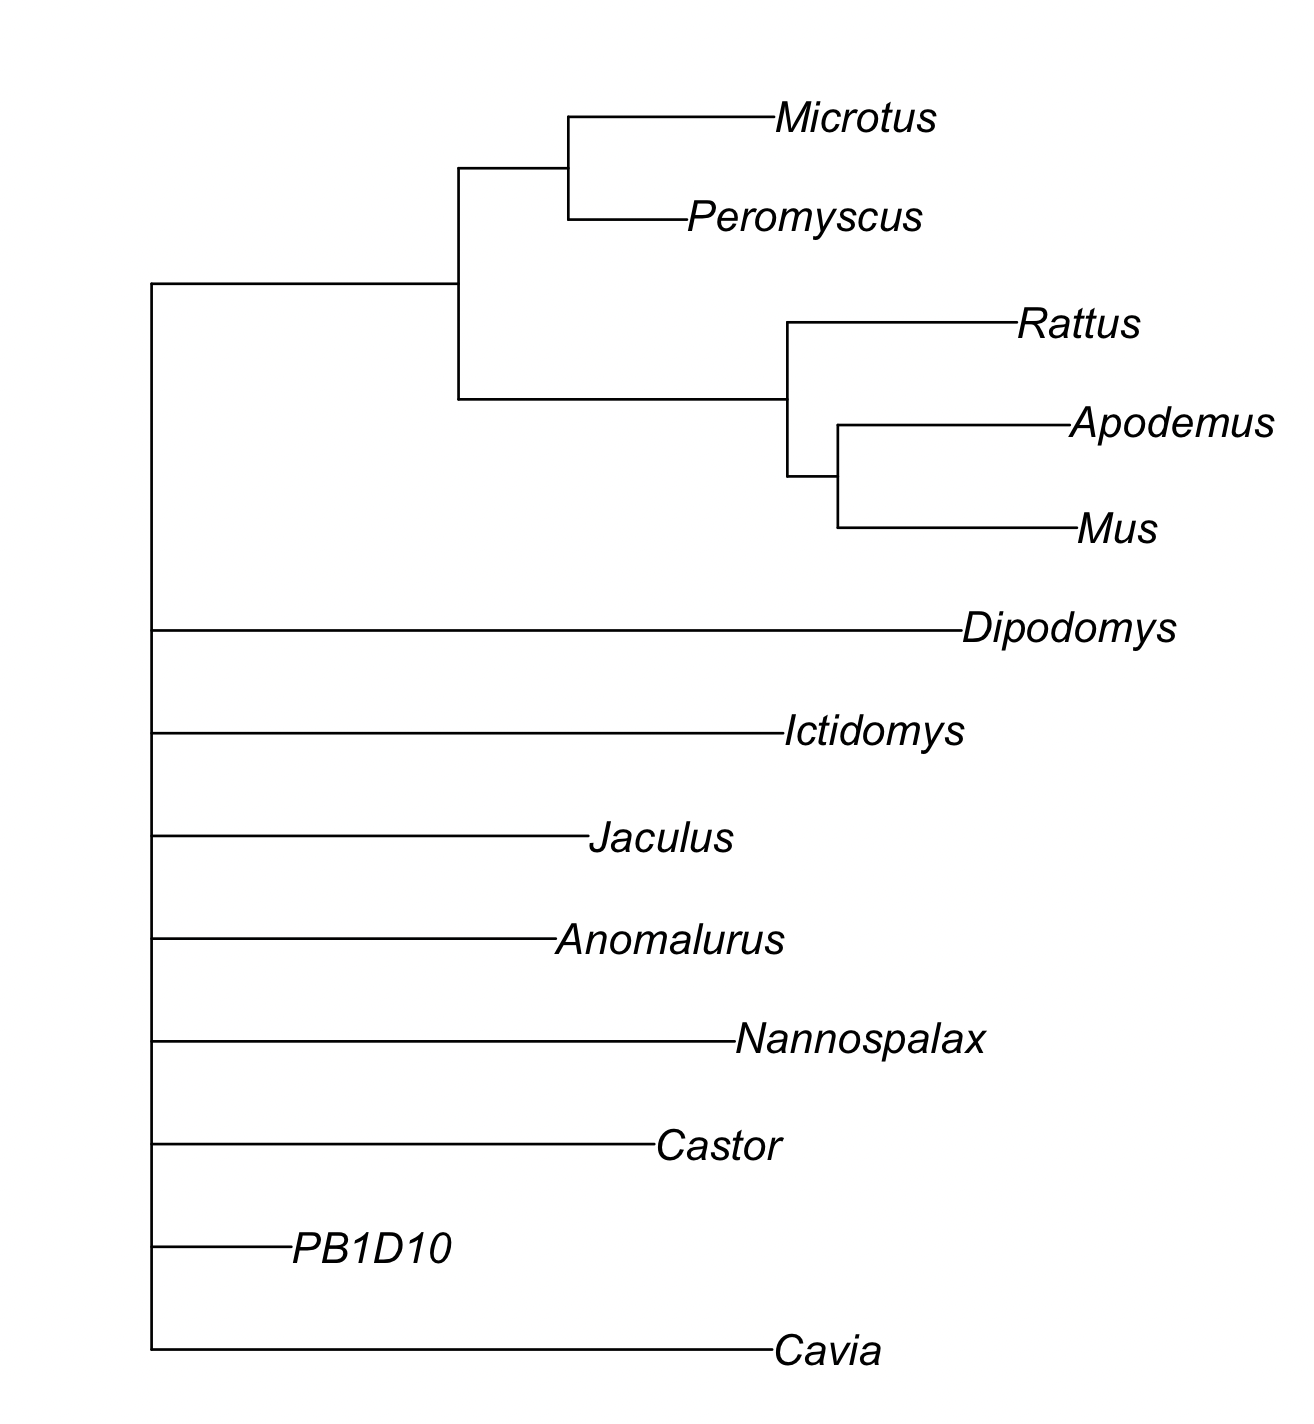 Microtus
Peromyscus
Rattus
Apodemus
Mus
Dipodomys
Ictidomys
Jaculus
Anomalurus
Nannospalax
Castor
PB1D10
Cavia